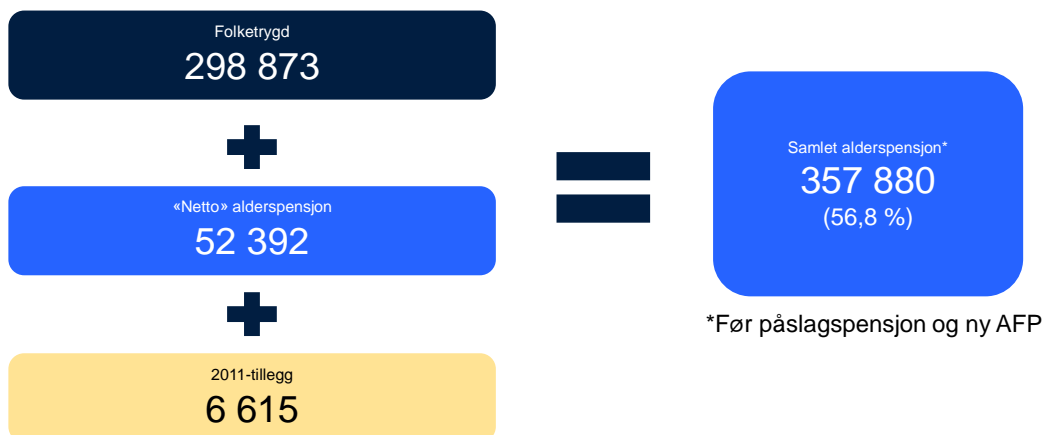 Folketrygd
298 873
«Netto» alderspensjon
52 392
2011-tillegg
6 615
Samlet alderspensjon*
357 880
(56,8 %)
*Før påslagspensjon og ny AFP